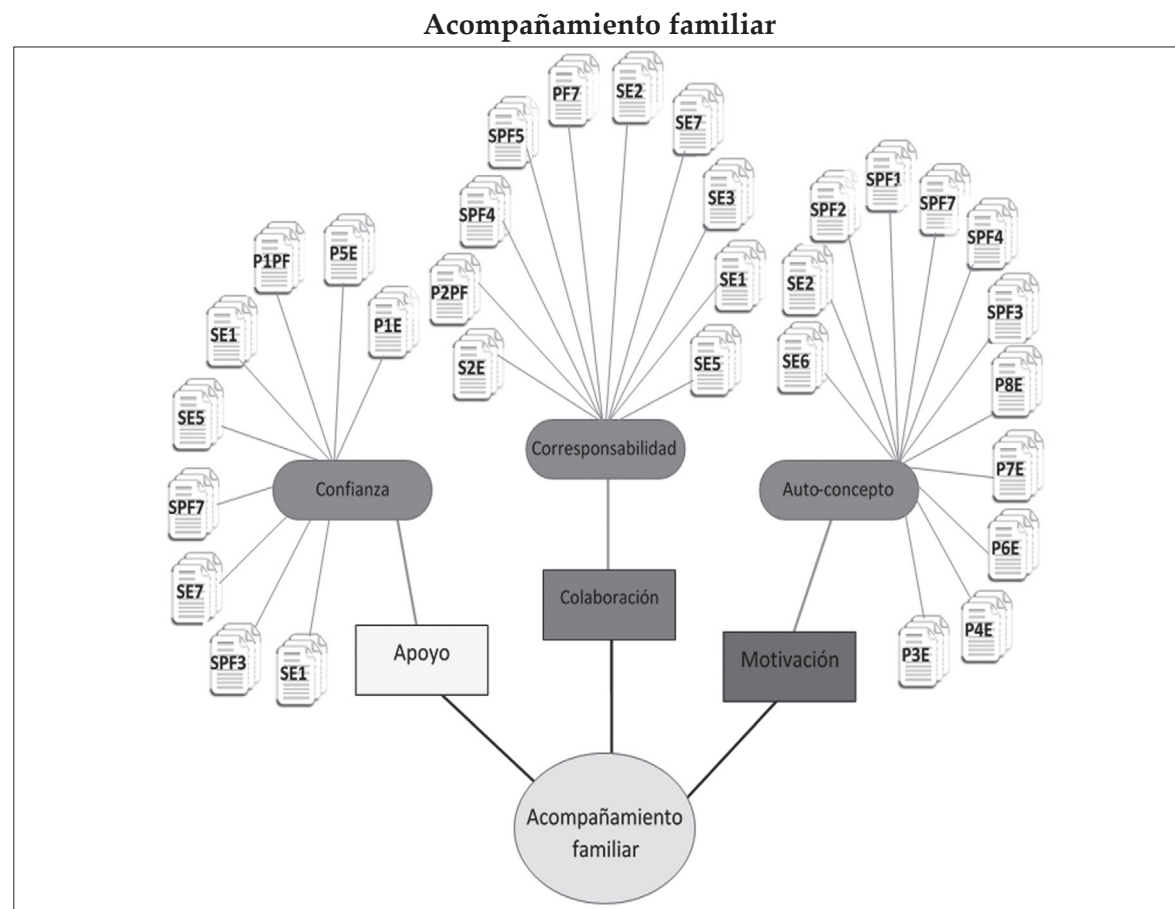 Acompañamiento familiar
PF7
SE2
SE7
SPF5
SPF4
SE3
P2PF
SE1
S2E
SE5
Corresponsabilidad
P1PF
P5E
SE1
P1E
SE5
SPF7
SE7
SPF3
SE1
Confianza
SPF1
SPF2
SPF7
SPF4
SE2
SPF3
SE6
P8E
P7E
P6E
P4E
P3E
Auto-concepto
Colaboración
Apoyo
Motivación
Acompañamiento
familiar